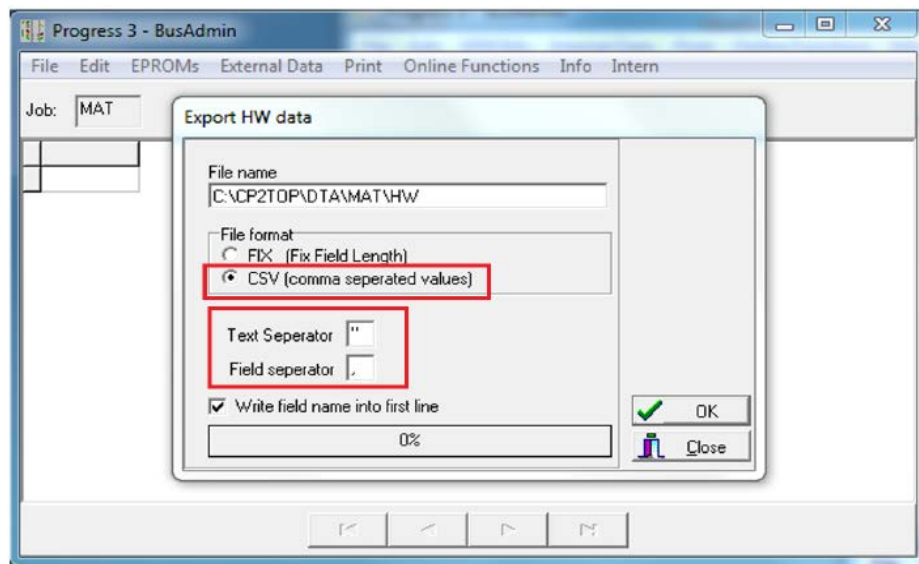 Progress 3 - BusAdmin
File Edit EPROMs External Data Print Online Functions Info Intern
Job: MAT
Export HW data
File name
C:\CP2TOP\DTA\MAT\HW
File format
FIX (Fix Field Length)
CSV (comma seperated values)
Text Seperator "
Field seperator ,
Write field name into first line
OK
0%
Close